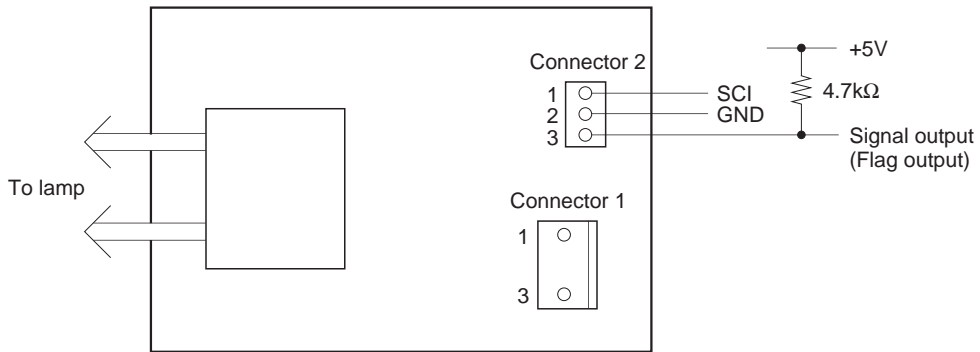 +5V
Connector 2
4.7kΩ
1
SCI
2
GND
3
Signal output
(Flag output)
To lamp
Connector 1
1
3